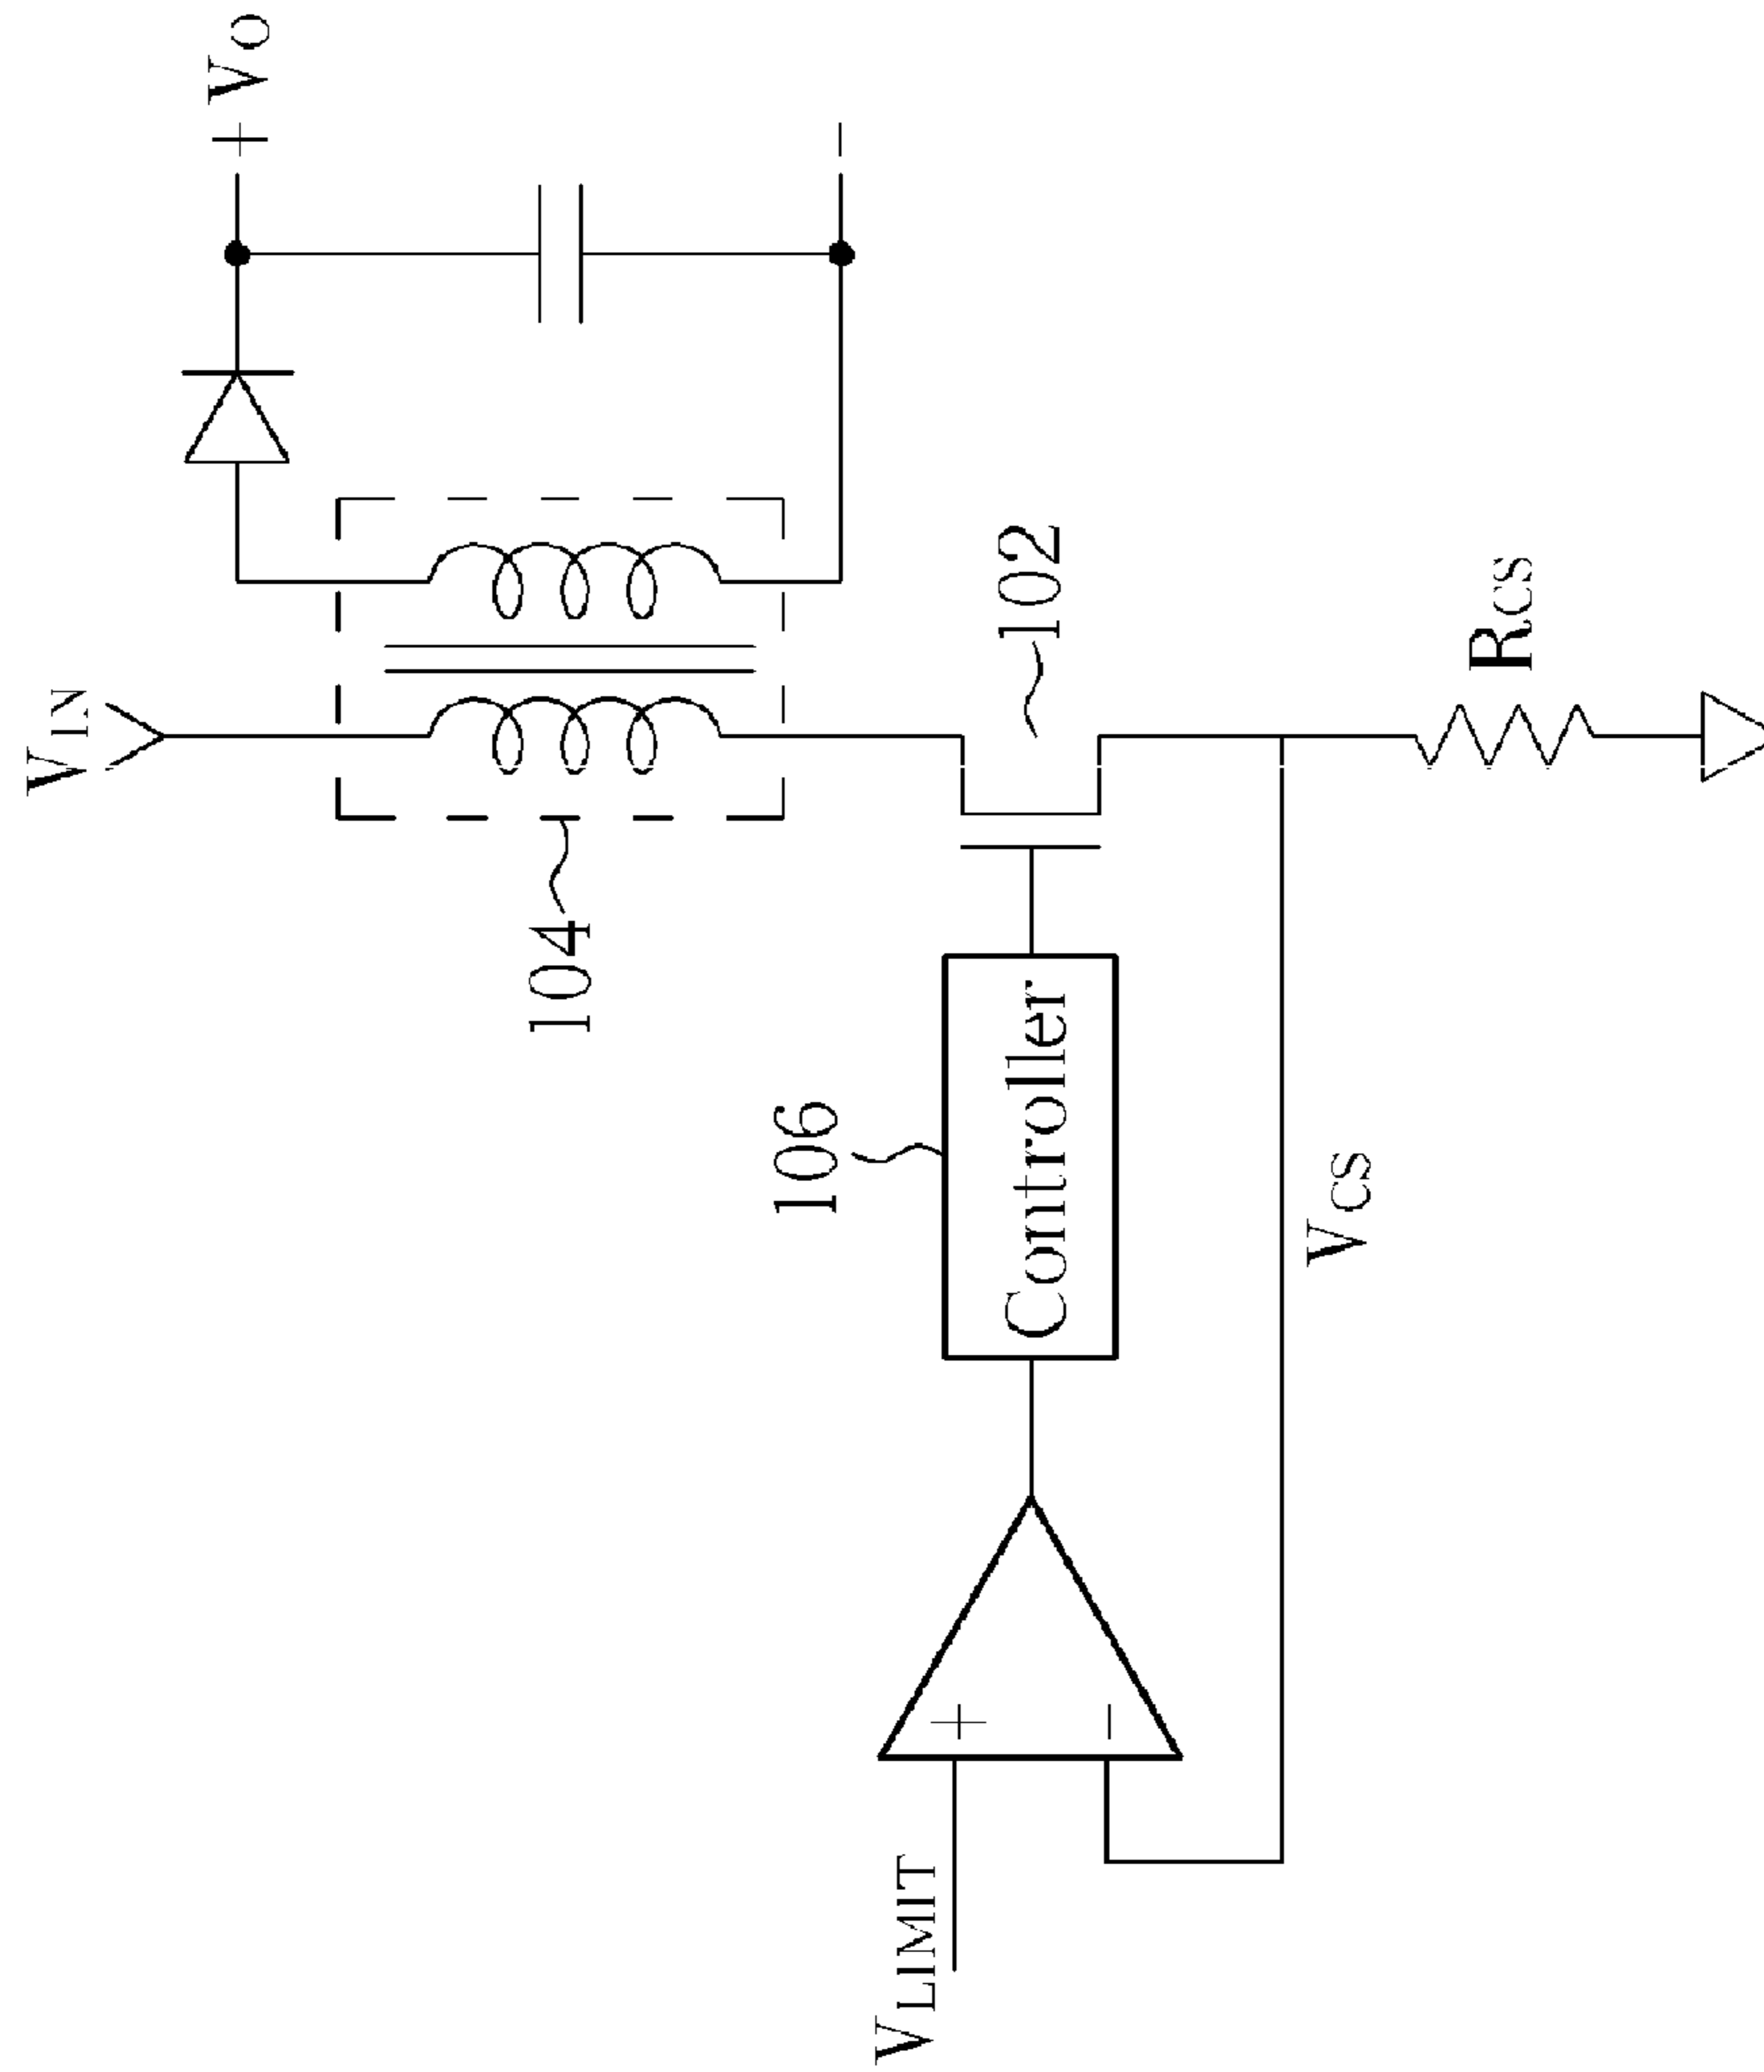 VIN
+ VO
-
104
102
106
Controller
RCS
VCS
+
-
VLIMIT